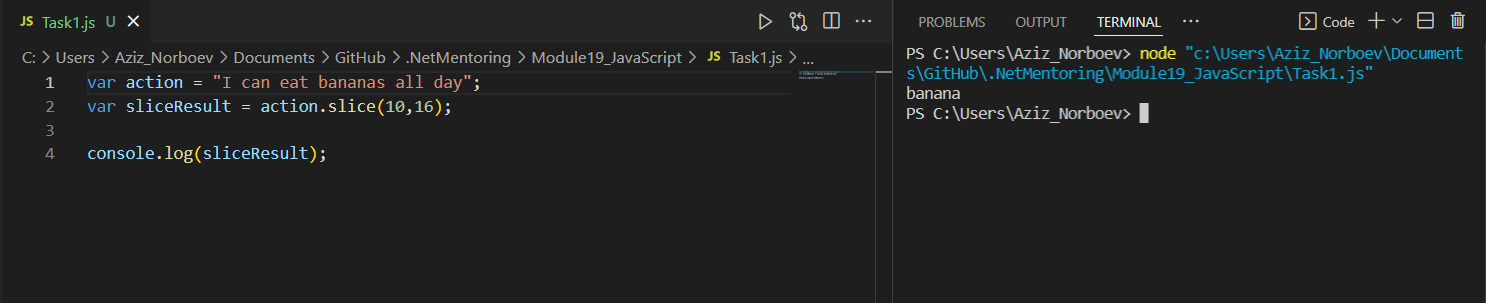 JS Task1.js U
C: > Users > Aziz_Norboev > Documents > GitHub > .NetMentoring > Module19_JavaScript > JS Task1.js > ...
1 var action = "I can eat bananas all day";
2 var sliceResult = action.slice(10,16);
3
4 console.log(sliceResult);
PROBLEMS OUTPUT TERMINAL ··· Code
PS C:\Users\Aziz_Norboev> node "c:\Users\Aziz_Norboev\Document
s\GitHub\.NetMentoring\Module19_JavaScript\Task1.js"
banana
PS C:\Users\Aziz_Norboev>